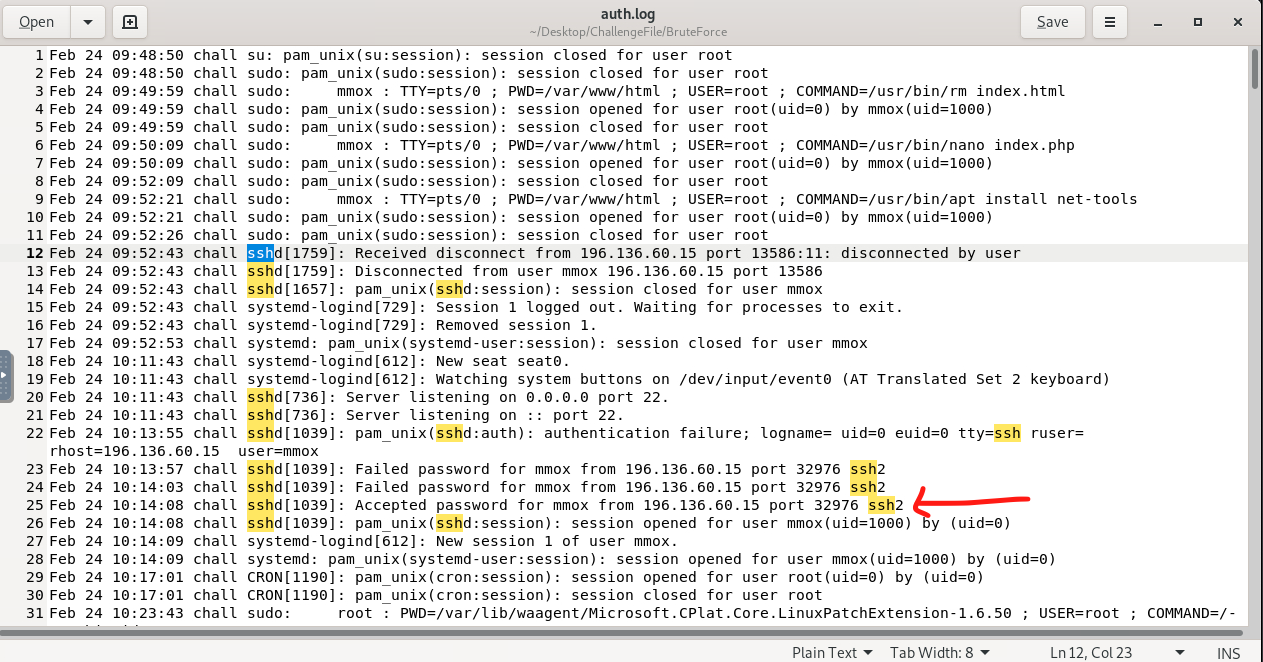 Open
auth.log
~/Desktop/ChallengeFile/BruteForce
Save
1 Feb 24 09:48:50 chall su: pam_unix(su:session): session closed for user root
2 Feb 24 09:48:50 chall sudo: pam_unix(sudo:session): session closed for user root
3 Feb 24 09:49:59 chall sudo:     mmox : TTY=pts/0 ; PWD=/var/www/html ; USER=root ; COMMAND=/usr/bin/rm index.html
4 Feb 24 09:49:59 chall sudo: pam_unix(sudo:session): session opened for user root(uid=0) by mmox(uid=1000)
5 Feb 24 09:49:59 chall sudo: pam_unix(sudo:session): session closed for user root
6 Feb 24 09:50:09 chall sudo:     mmox : TTY=pts/0 ; PWD=/var/www/html ; USER=root ; COMMAND=/usr/bin/nano index.php
7 Feb 24 09:50:09 chall sudo: pam_unix(sudo:session): session opened for user root(uid=0) by mmox(uid=1000)
8 Feb 24 09:52:09 chall sudo: pam_unix(sudo:session): session closed for user root
9 Feb 24 09:52:21 chall sudo:     mmox : TTY=pts/0 ; PWD=/var/www/html ; USER=root ; COMMAND=/usr/bin/apt install net-tools
10 Feb 24 09:52:21 chall sudo: pam_unix(sudo:session): session opened for user root(uid=0) by mmox(uid=1000)
11 Feb 24 09:52:26 chall sudo: pam_unix(sudo:session): session closed for user root
12 Feb 24 09:52:43 chall sshd[1759]: Received disconnect from 196.136.60.15 port 13586:11: disconnected by user
13 Feb 24 09:52:43 chall sshd[1759]: Disconnected from user mmox 196.136.60.15 port 13586
14 Feb 24 09:52:43 chall sshd[1657]: pam_unix(sshd:session): session closed for user mmox
15 Feb 24 09:52:43 chall systemd-logind[729]: Session 1 logged out. Waiting for processes to exit.
16 Feb 24 09:52:43 chall systemd-logind[729]: Removed session 1.
17 Feb 24 09:52:53 chall systemd: pam_unix(systemd-user:session): session closed for user mmox
18 Feb 24 10:11:43 chall systemd-logind[612]: New seat seat0.
19 Feb 24 10:11:43 chall systemd-logind[612]: Watching system buttons on /dev/input/event0 (AT Translated Set 2 keyboard)
20 Feb 24 10:11:43 chall sshd[736]: Server listening on 0.0.0.0 port 22.
21 Feb 24 10:11:43 chall sshd[736]: Server listening on :: port 22.
22 Feb 24 10:13:55 chall sshd[1039]: pam_unix(sshd:auth): authentication failure; logname= uid=0 euid=0 tty=ssh ruser=
rhost=196.136.60.15  user=mmox
23 Feb 24 10:13:57 chall sshd[1039]: Failed password for mmox from 196.136.60.15 port 32976 ssh2
24 Feb 24 10:14:03 chall sshd[1039]: Failed password for mmox from 196.136.60.15 port 32976 ssh2
25 Feb 24 10:14:08 chall sshd[1039]: Accepted password for mmox from 196.136.60.15 port 32976 ssh2
26 Feb 24 10:14:08 chall sshd[1039]: pam_unix(sshd:session): session opened for user mmox(uid=1000) by (uid=0)
27 Feb 24 10:14:09 chall systemd-logind[612]: New session 1 of user mmox.
28 Feb 24 10:14:09 chall systemd: pam_unix(systemd-user:session): session opened for user mmox(uid=1000) by (uid=0)
29 Feb 24 10:17:01 chall CRON[1190]: pam_unix(cron:session): session opened for user root(uid=0) by (uid=0)
30 Feb 24 10:17:01 chall CRON[1190]: pam_unix(cron:session): session closed for user root
31 Feb 24 10:23:43 chall sudo:     root : PWD=/var/lib/waagent/Microsoft.CPlat.Core.LinuxPatchExtension-1.6.50 ; USER=root ; COMMAND=/-
Plain Text Tab Width: 8 Ln 12, Col 23 INS